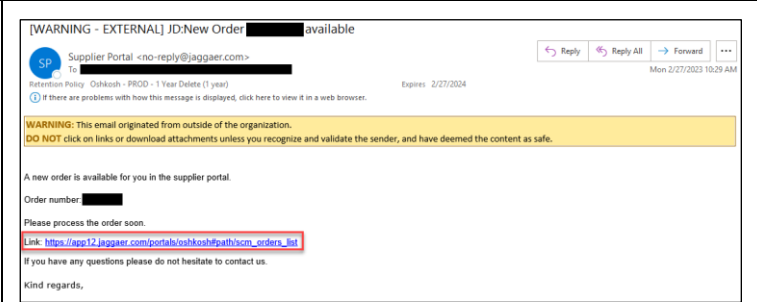 [WARNING - EXTERNAL] JD:New Order available
SP
Supplier Portal <no-reply@jaggaer.com>
To
Reply
Reply All
Forward
...
Mon 2/27/2023 10:29 AM
Retention Policy Oshkosh - PROD - 1 Year Delete (1 year)
Expires 2/27/2024
If there are problems with how this message is displayed, click here to view it in a web browser.
WARNING: This email originated from outside of the organization.
DO NOT click on links or download attachments unless you recognize and validate the sender, and have deemed the content as safe.
A new order is available for you in the supplier portal.
Order number:
Please process the order soon.
Link: https://app12.jaggaer.com/portals/oshkosh#path/scm_orders_list
If you have any questions please do not hesitate to contact us.
Kind regards,